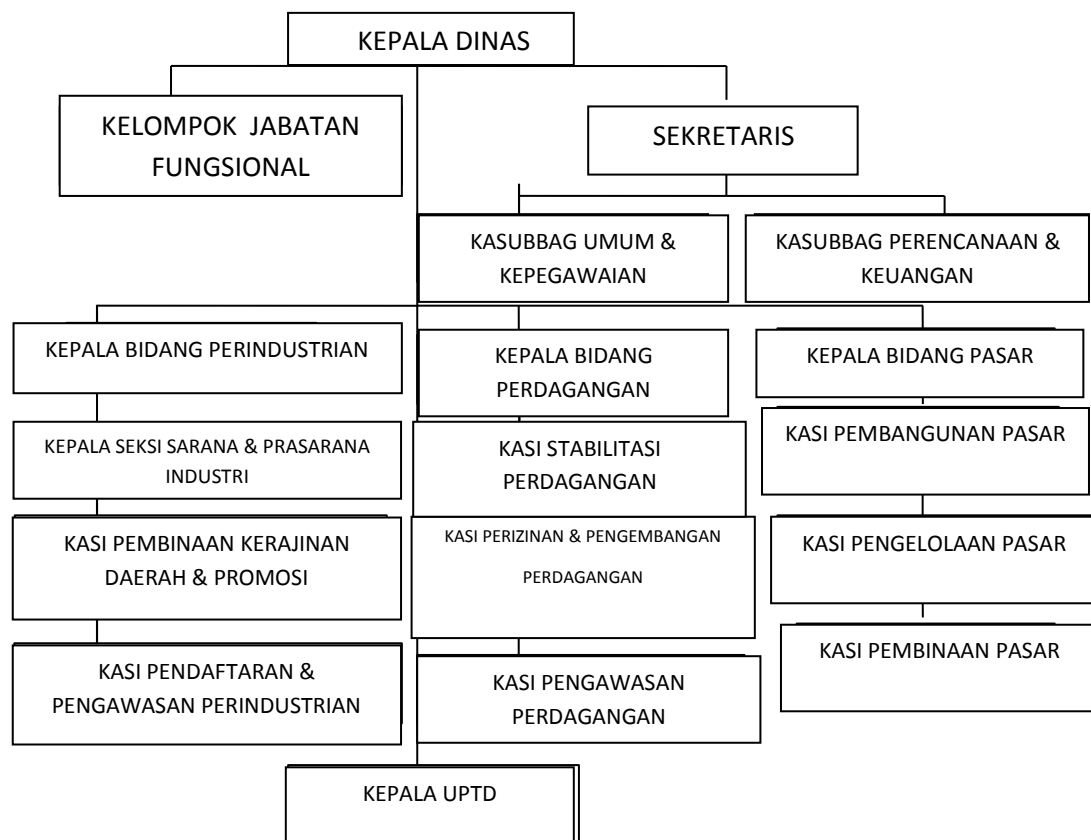 KEPALA DINAS
KELOMPOK JABATAN
FUNGSIONAL
SEKRETARIS
KASUBBAG UMUM &
KEPEGAWAIAN
KASUBBAG PERENCANAAN &
KEUANGAN
KEPALA BIDANG PERINDUSTRIAN
KEPALA BIDANG
PERDAGANGAN
KEPALA BIDANG PASAR
KEPALA SEKSI SARANA & PRASARANA
INDUSTRI
KASI STABILITASI
PERDAGANGAN
KASI PEMBANGUNAN PASAR
KASI PEMBINAAN KERAJINAN
DAERAH & PROMOSI
KASI PERIZINAN & PENGEMBANGAN
PERDAGANGAN
KASI PENGELOLAAN PASAR
KASI PENDAFTARAN &
PENGAWASAN PERINDUSTRIAN
KASI PENGAWASAN
PERDAGANGAN
KASI PEMBINAAN PASAR
KEPALA UPTD